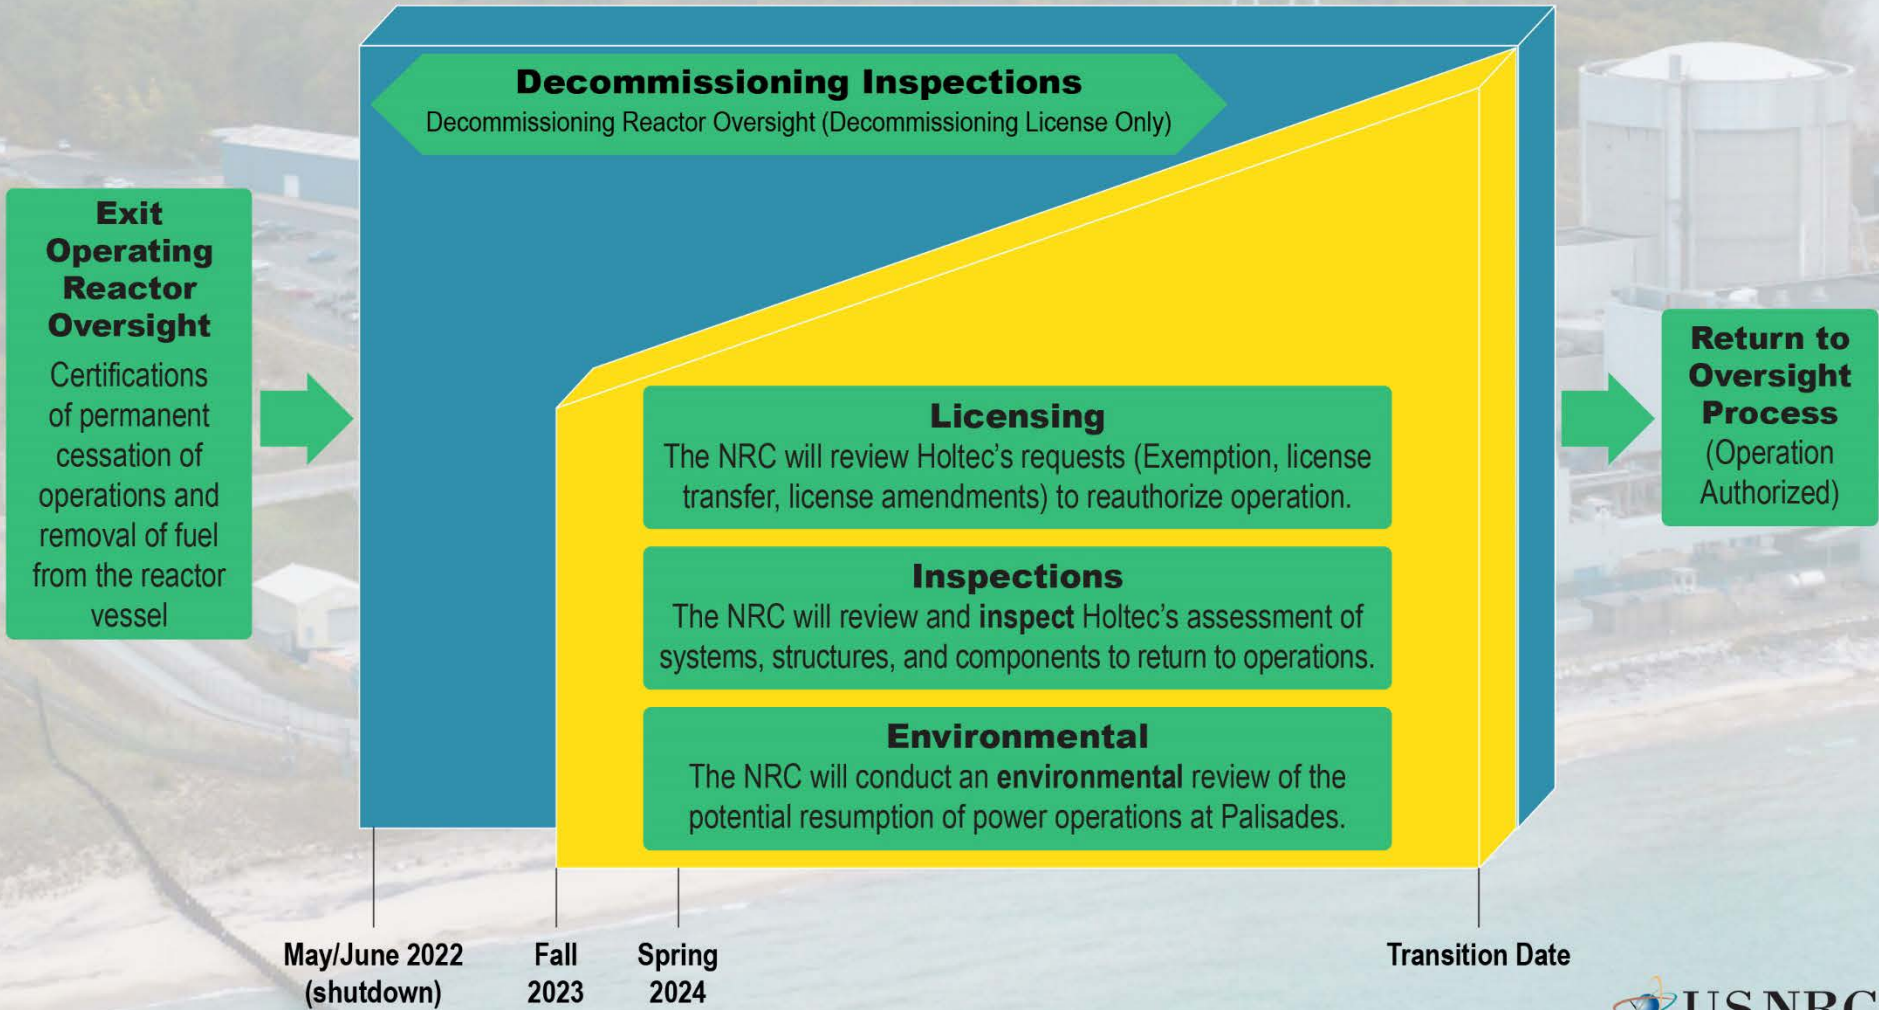 Decommissioning Inspections
Decommissioning Reactor Oversight (Decommissioning License Only)
Exit
Operating
Reactor
Oversight
Certifications
of permanent
cessation of
operations and
removal of fuel
from the reactor
vessel
Licensing
The NRC will review Holtec's requests (Exemption, license
transfer, license amendments) to reauthorize operation.
Inspections
The NRC will review and inspect Holtec's assessment of
systems, structures, and components to return to operations.
Environmental
The NRC will conduct an environmental review of the
potential resumption of power operations at Palisades.
Return to
Oversight
Process
(Operation
Authorized)
May/June 2022
(shutdown)
Fall
2023
Spring
2024
Transition Date
U.S.NRC